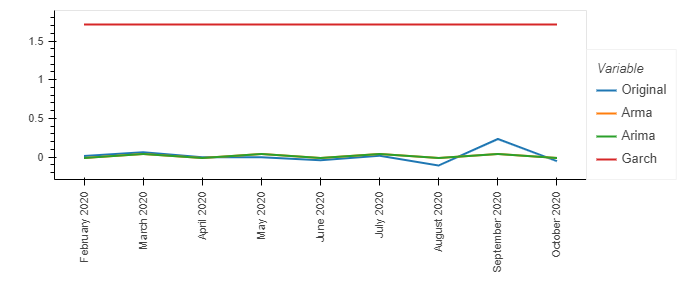 1.5
1
0.5
0
February 2020
March 2020
April 2020
May 2020
June 2020
July 2020
August 2020
September 2020
October 2020
Variable
Original
Arma
Arima
Garch